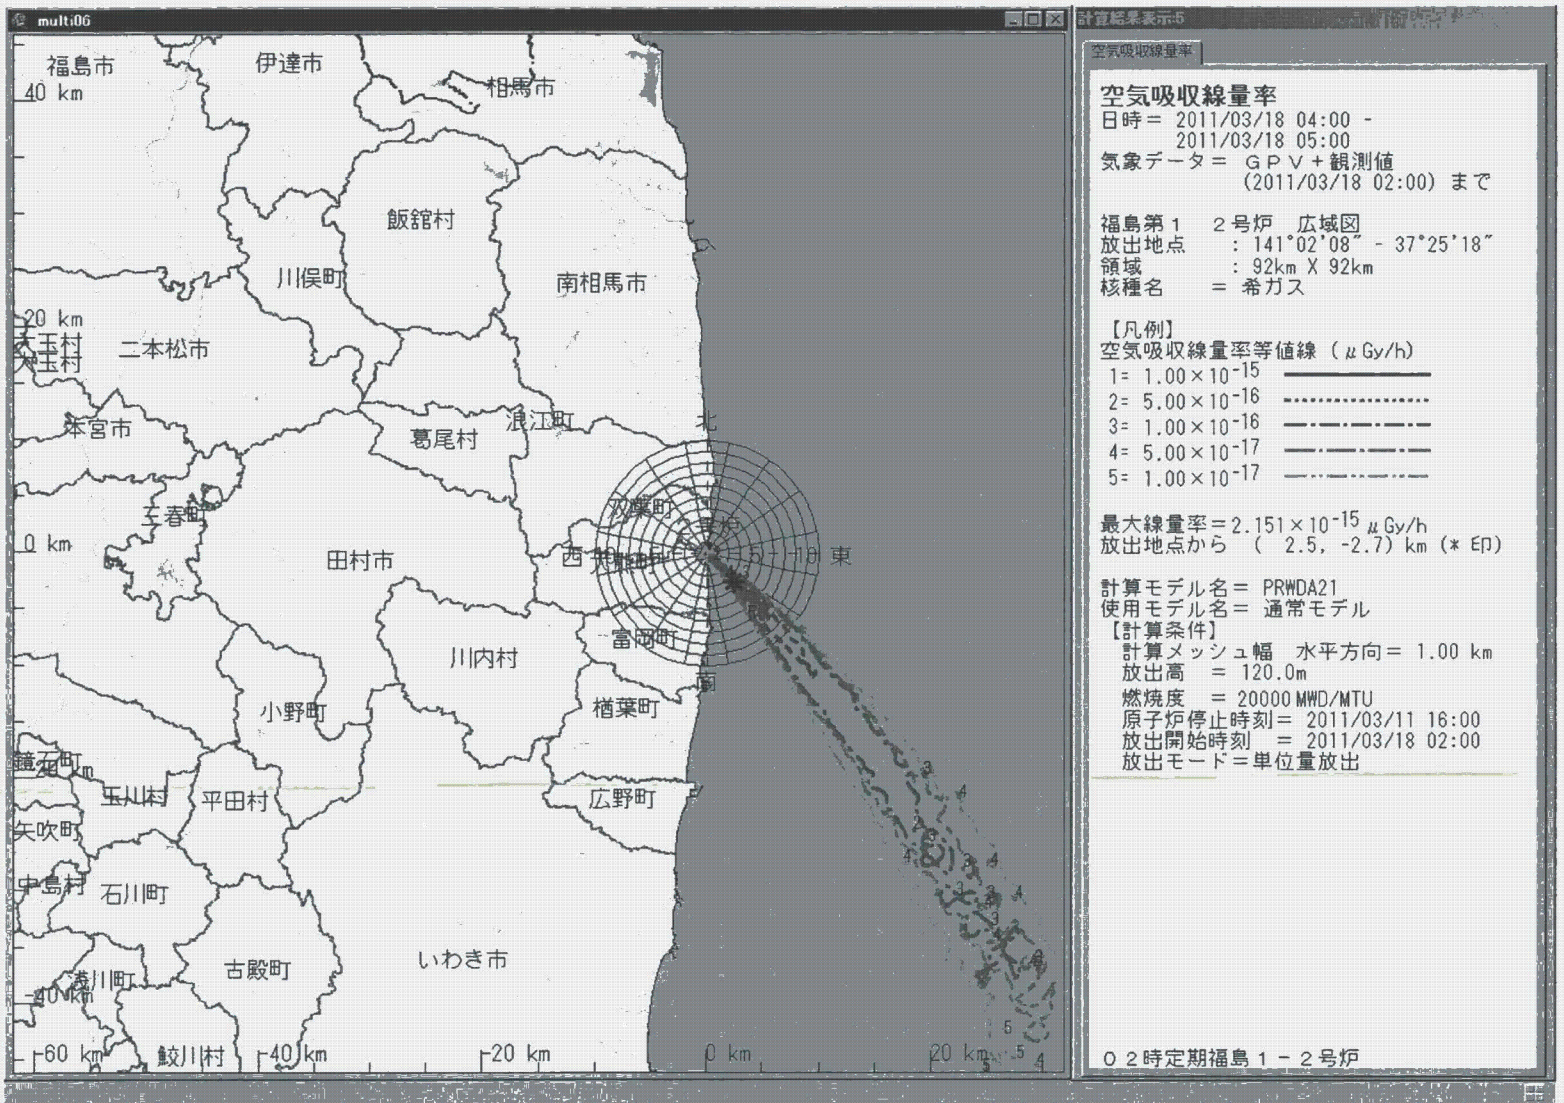 multi06
福島市
伊達市
相馬市
40 km
飯舘村
川俣町
南相馬市
20 km
大玉村
大玉村
二本松市
本宮市
浪江町
北
葛尾村
双葉町
三春町
2号炉
0 km
田村市
西
東
富岡町
川内村
南
小野町
楢葉町
鏡石町
玉川村
平田村
広野町
矢吹町
中島村
石川町
いわき市
古殿町
浅川町
-40 km
鮫川村
-60 km
-40 km
-20 km
0 km
20 km
計算結果表示:5
空気吸収線量率
空気吸収線量率
日時= 2011/03/18 04:00 -
2011/03/18 05:00
気象データ= GPV+観測値
(2011/03/18 02:00) まで
福島第1 2号炉 広域図
放出地点 : 141°02'08" - 37°25'18"
領域 : 92km X 92km
核種名 = 希ガス
【凡例】
空気吸収線量率等値線 (μGy/h)
1= 1.00×10-15
2= 5.00×10-16
3= 1.00×10-16
4= 5.00×10-17
5= 1.00×10-17
最大線量率=2.151×10-15 μGy/h
放出地点から ( 2.5, -2.7) km (* 印)
計算モデル名= PRWDA21
使用モデル名= 通常モデル
【計算条件】
計算メッシュ幅 水平方向= 1.00 km
放出高 = 120.0m
燃焼度 = 20000MWD/MTU
原子炉停止時刻= 2011/03/11 16:00
放出開始時刻 = 2011/03/18 02:00
放出モード=単位量放出
02時定期福島1-2号炉